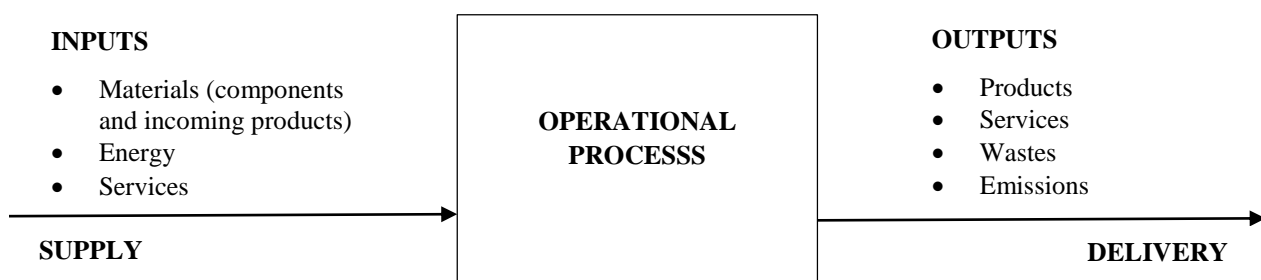 INPUTS
• Materials (components
and incoming products)
• Energy
• Services
SUPPLY
OPERATIONAL
PROCESSS
OUTPUTS
• Products
• Services
• Wastes
• Emissions
DELIVERY